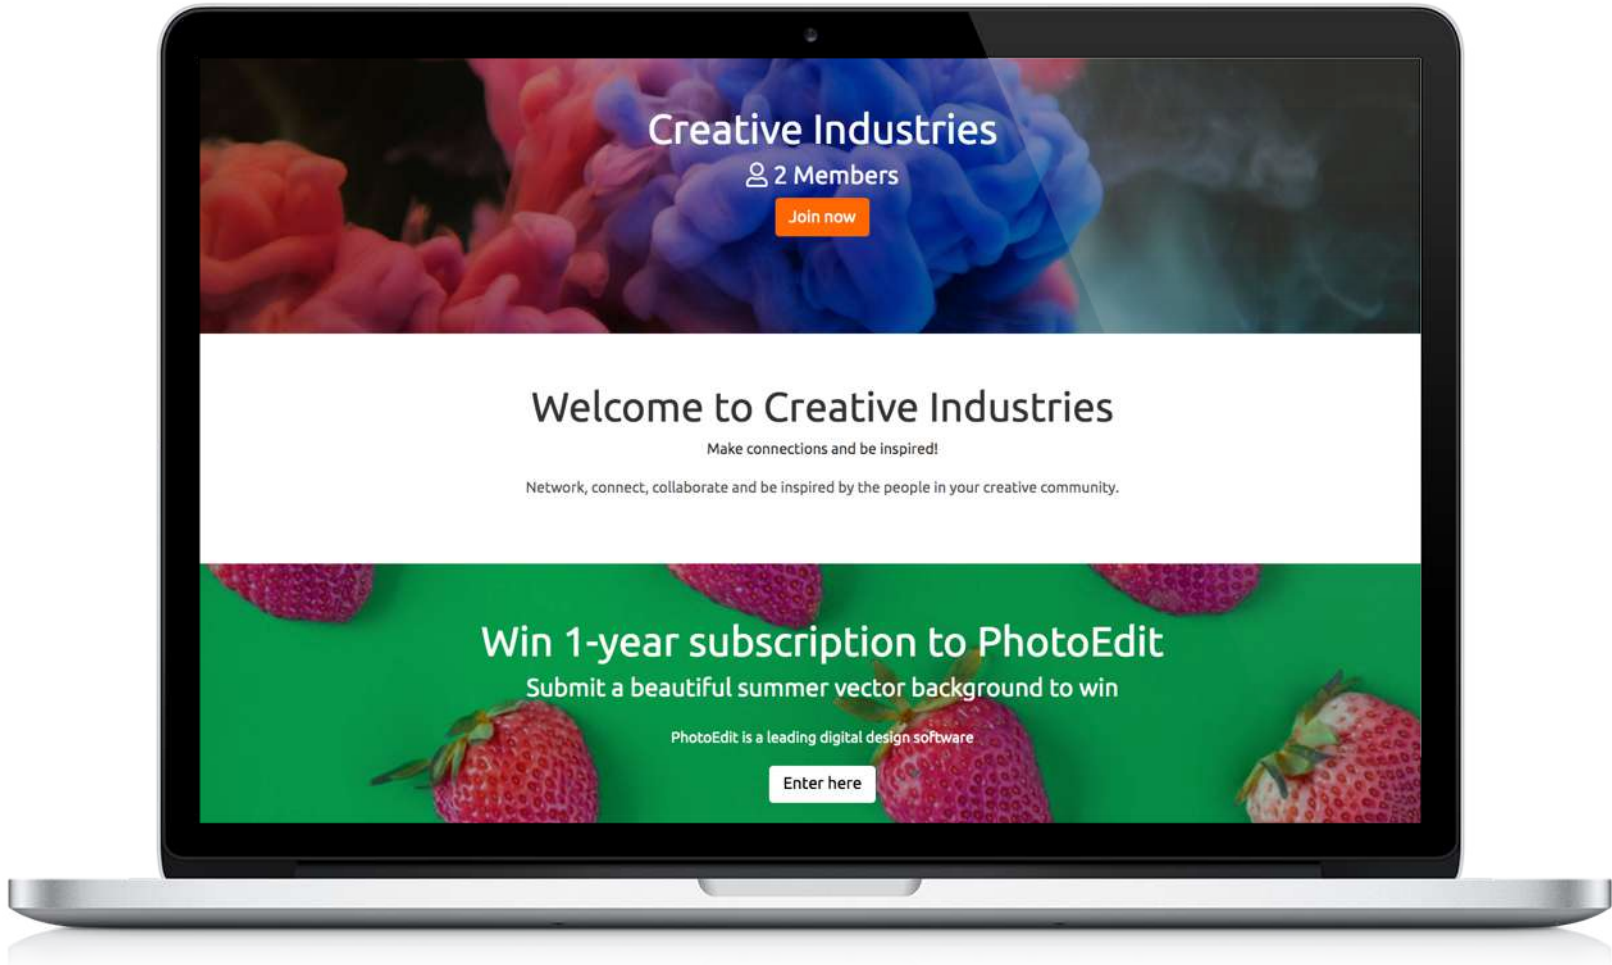 Creative Industries
2 Members
Join now
Welcome to Creative Industries
Make connections and be inspired!
Network, connect, collaborate and be inspired by the people in your creative community.
Win 1-year subscription to PhotoEdit
Submit a beautiful summer vector background to win
PhotoEdit is a leading digital design software
Enter here